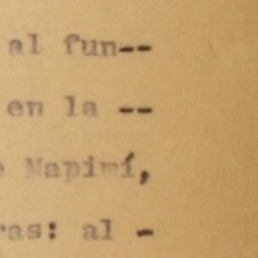 al fun--
en la --
e Mapimí,
ras: al -